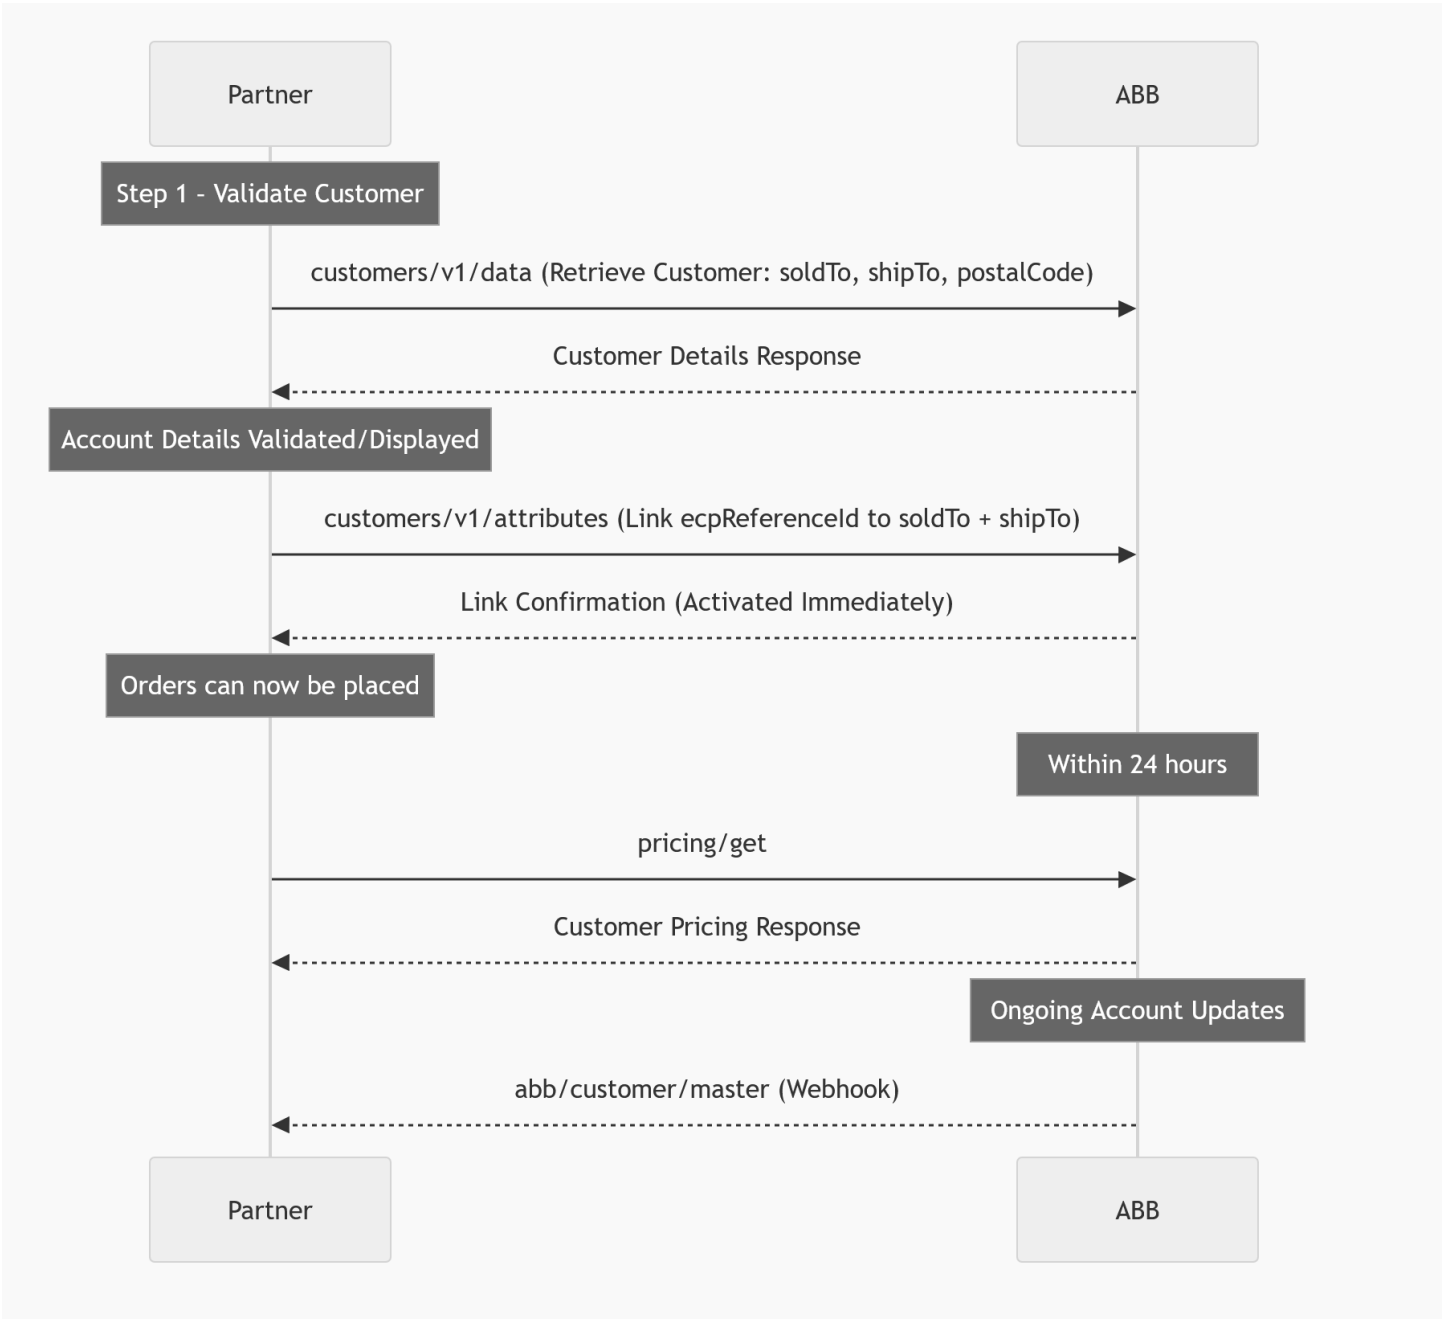 Partner
ABB
Step 1 - Validate Customer
customers/v1/data (Retrieve Customer: soldTo, shipTo, postalCode)
Customer Details Response
Account Details Validated/Displayed
customers/v1/attributes (Link ecpReferenceId to soldTo + shipTo)
Link Confirmation (Activated Immediately)
Orders can now be placed
Within 24 hours
pricing/get
Customer Pricing Response
Ongoing Account Updates
abb/customer/master (Webhook)
Partner
ABB